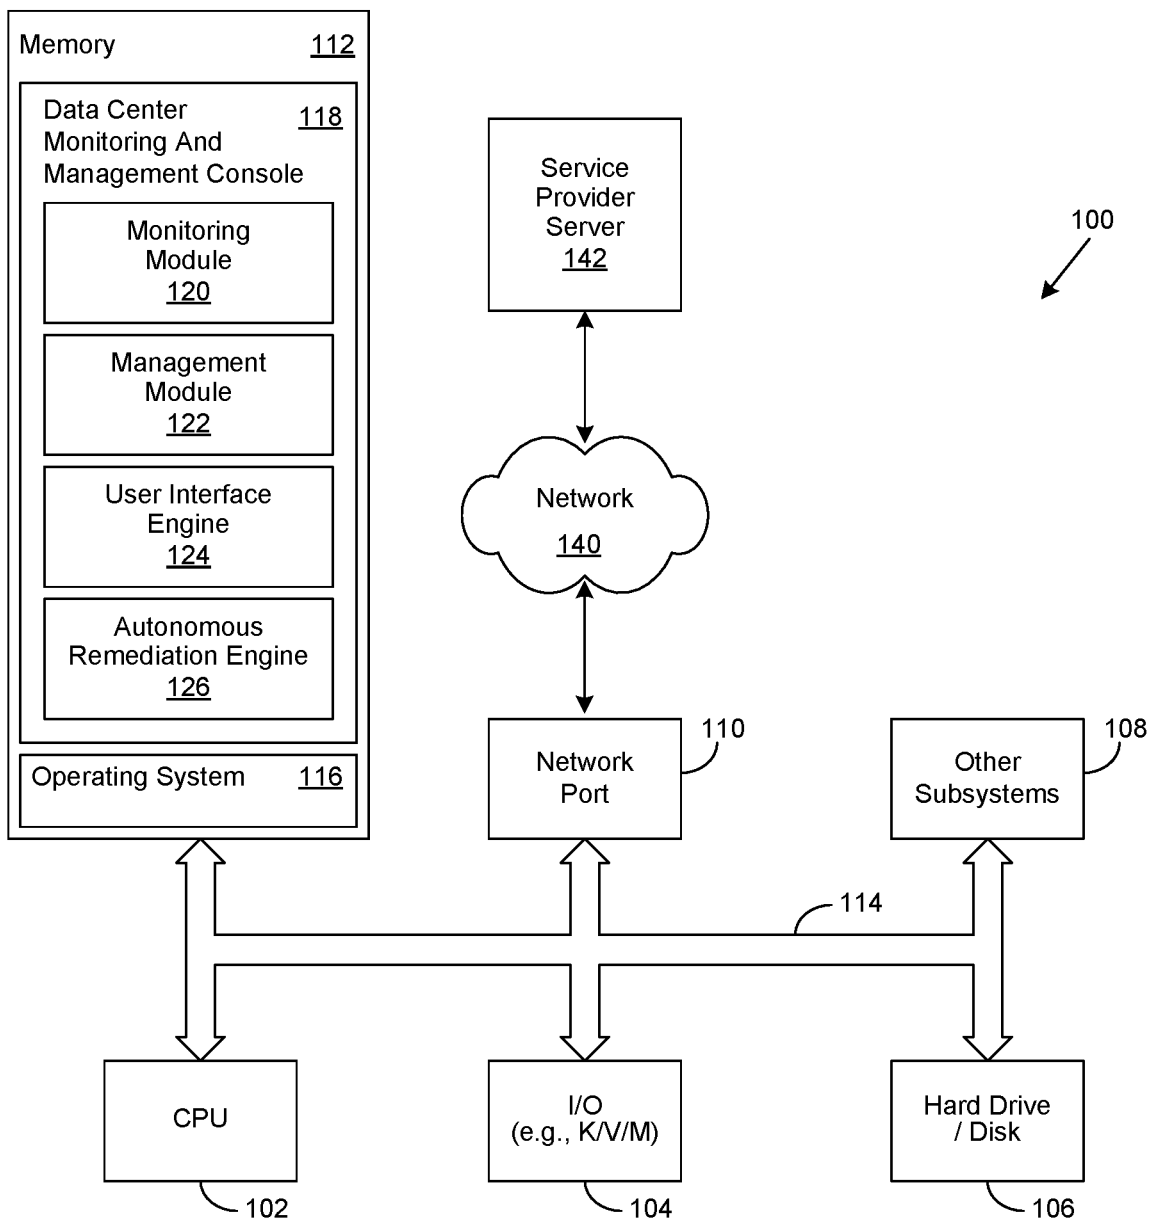 Memory 112
Data Center 118
Monitoring And
Management Console
Monitoring
Module
120
Management
Module
122
User Interface
Engine
124
Autonomous
Remediation Engine
126
Operating System 116
Service
Provider
Server
142
100
Network
140
Network
Port
110
Other
Subsystems
108
114
CPU
102
I/O
(e.g., K/V/M)
104
Hard Drive
/ Disk
106